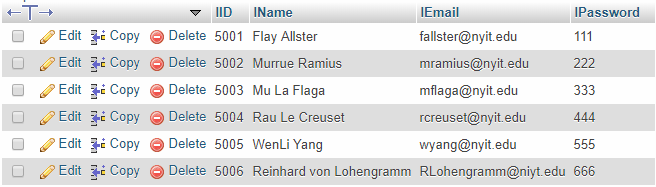 IID IName IEmail IPassword
Edit Copy Delete 5001 Flay Allster fallster@nyit.edu 111
Edit Copy Delete 5002 Murrue Ramius mramius@nyit.edu 222
Edit Copy Delete 5003 Mu La Flaga mflaga@nyit.edu 333
Edit Copy Delete 5004 Rau Le Creuset rcreuset@nyit.edu 444
Edit Copy Delete 5005 WenLi Yang wyang@nyit.edu 555
Edit Copy Delete 5006 Reinhard von Lohengramm RLohengramm@niyt.edu 666